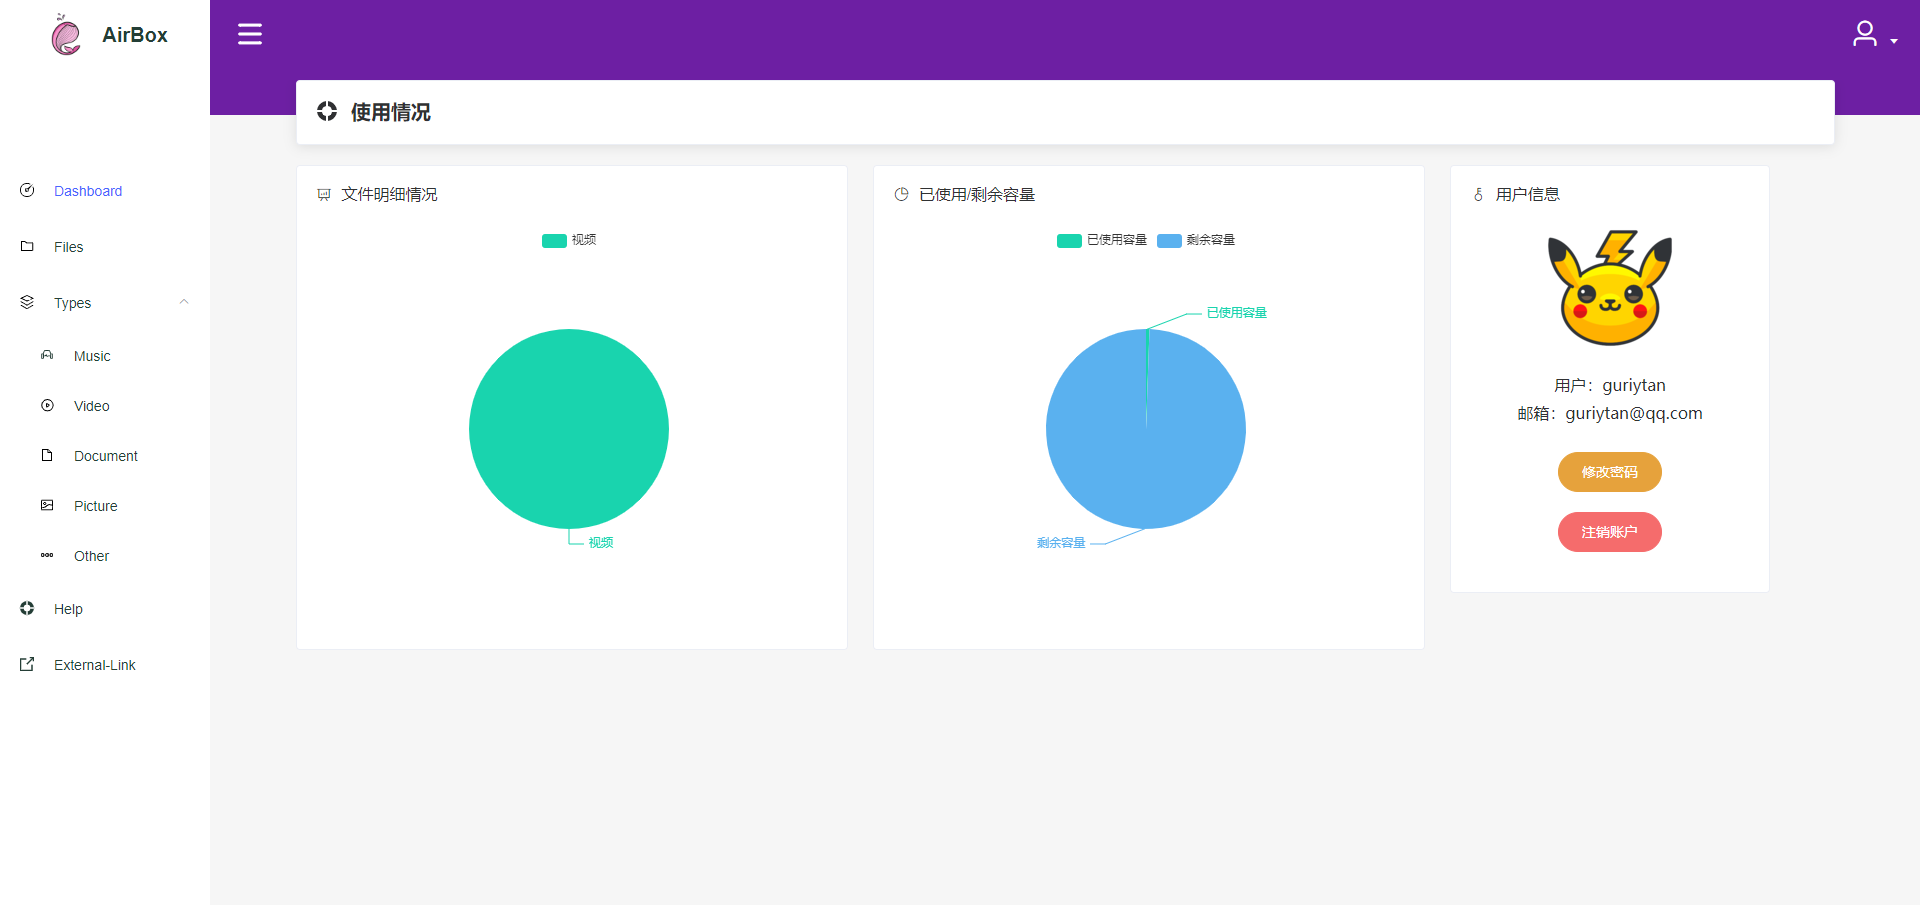 AirBox
使用情况
Dashboard
Files
Types
Music
Video
Document
Picture
Other
Help
External-Link
文件明细情况
视频
视频
已使用/剩余容量
已使用容量 剩余容量
已使用容量
剩余容量
用户信息
用户：guriytan
邮箱：guriytan@qq.com
修改密码
注销账户